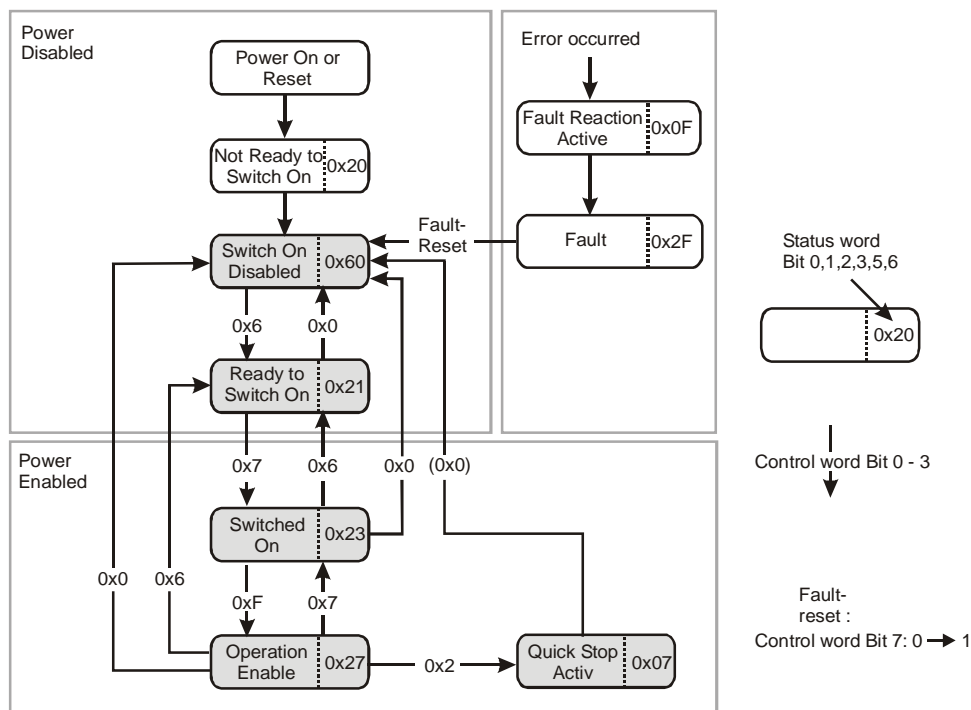 Power
Disabled
Power On or
Reset
Not Ready to
Switch On
0x20
Switch On
Disabled
0x60
0x6
0x0
Ready to
Switch On
0x21
Error occurred
Fault Reaction
Active
0x0F
Fault
0x2F
Fault-
Reset
Power
Enabled
0x7
0x6
0x0
(0x0)
Switched
On
0x23
0x0
0x6
0xF
0x7
Operation
Enable
0x27
0x2
Quick Stop
Activ
0x07
Status word
Bit 0,1,2,3,5,6
0x20
Control word Bit 0 - 3
Fault-
reset :
Control word Bit 7: 0 → 1